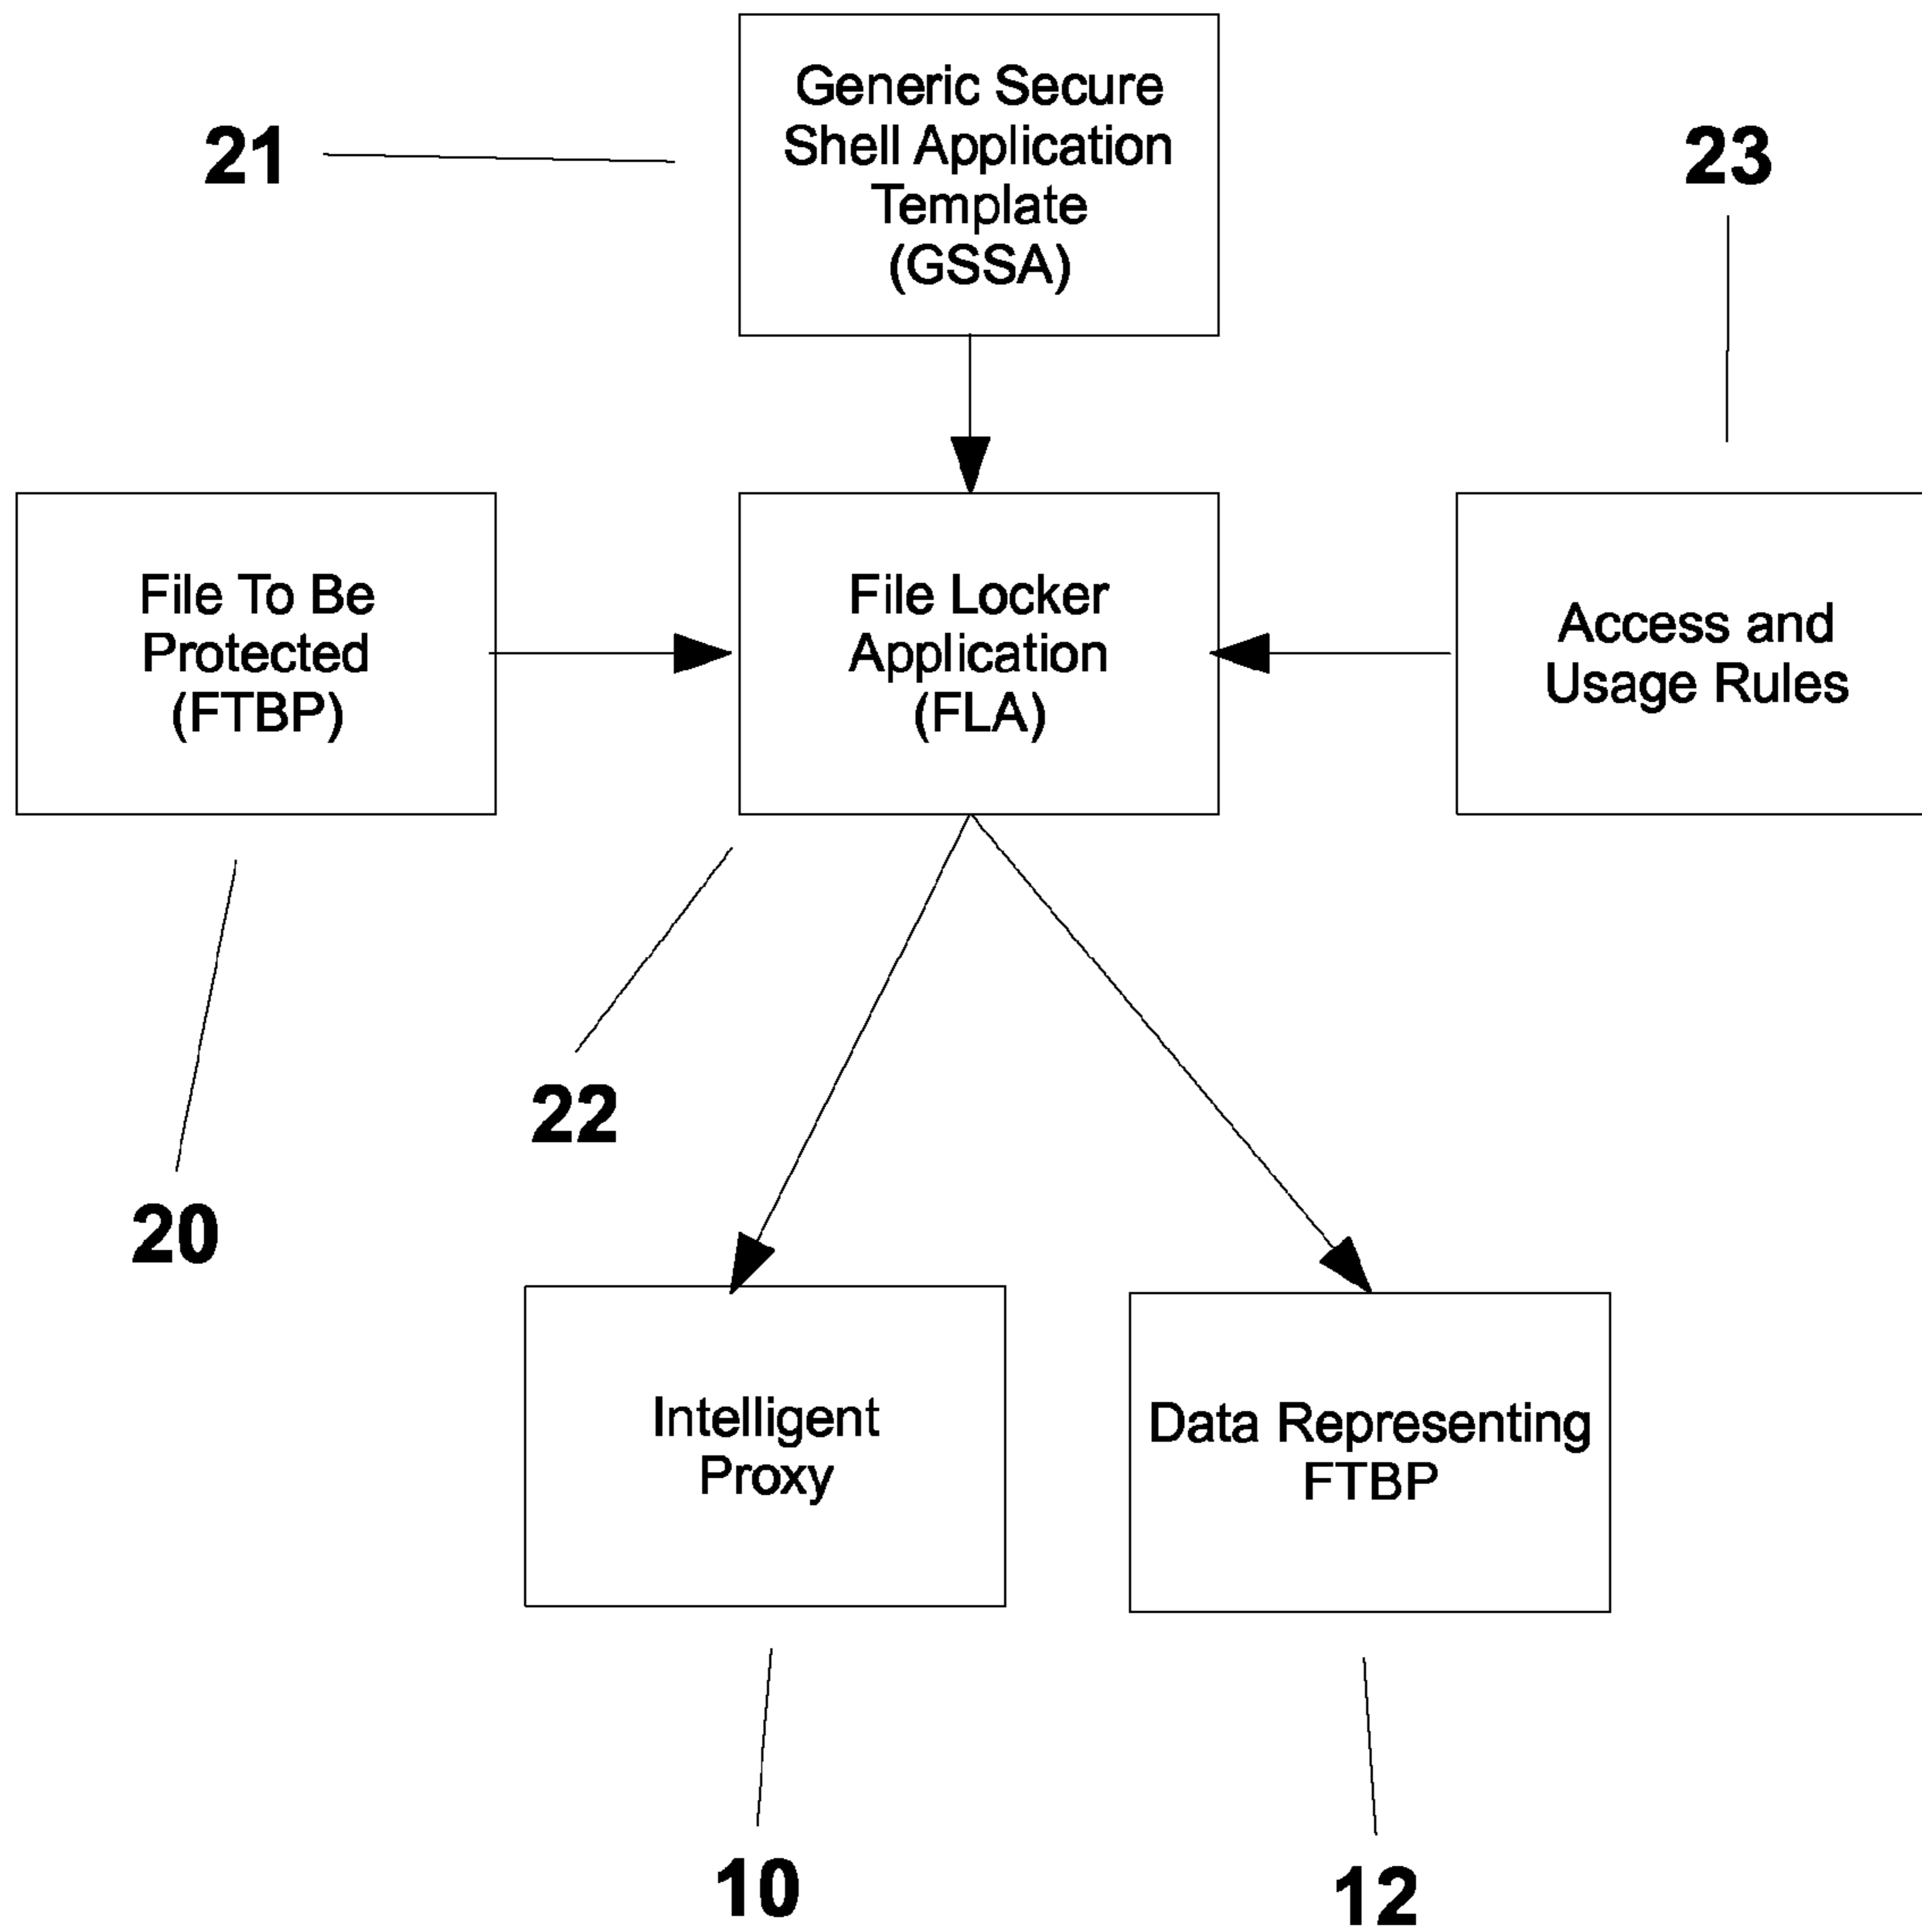 Generic Secure
Shell Application
Template
(GSSA)
21
23
File To Be
Protected
(FTBP)
File Locker
Application
(FLA)
Access and
Usage Rules
22
20
Intelligent
Proxy
Data Representing
FTBP
10
12